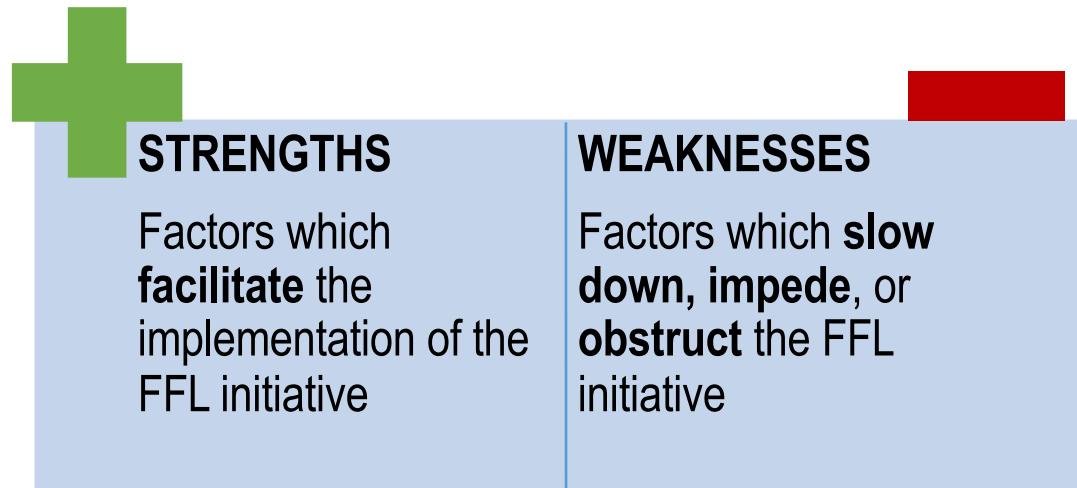 STRENGTHS
Factors which
facilitate the
implementation of the
FFL initiative
WEAKNESSES
Factors which slow
down, impede, or
obstruct the FFL
initiative